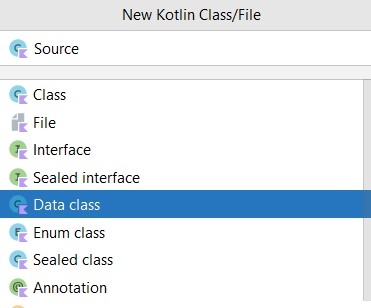 New Kotlin Class/File
Source
Class
File
Interface
Sealed interface
Data class
Enum class
Sealed class
Annotation